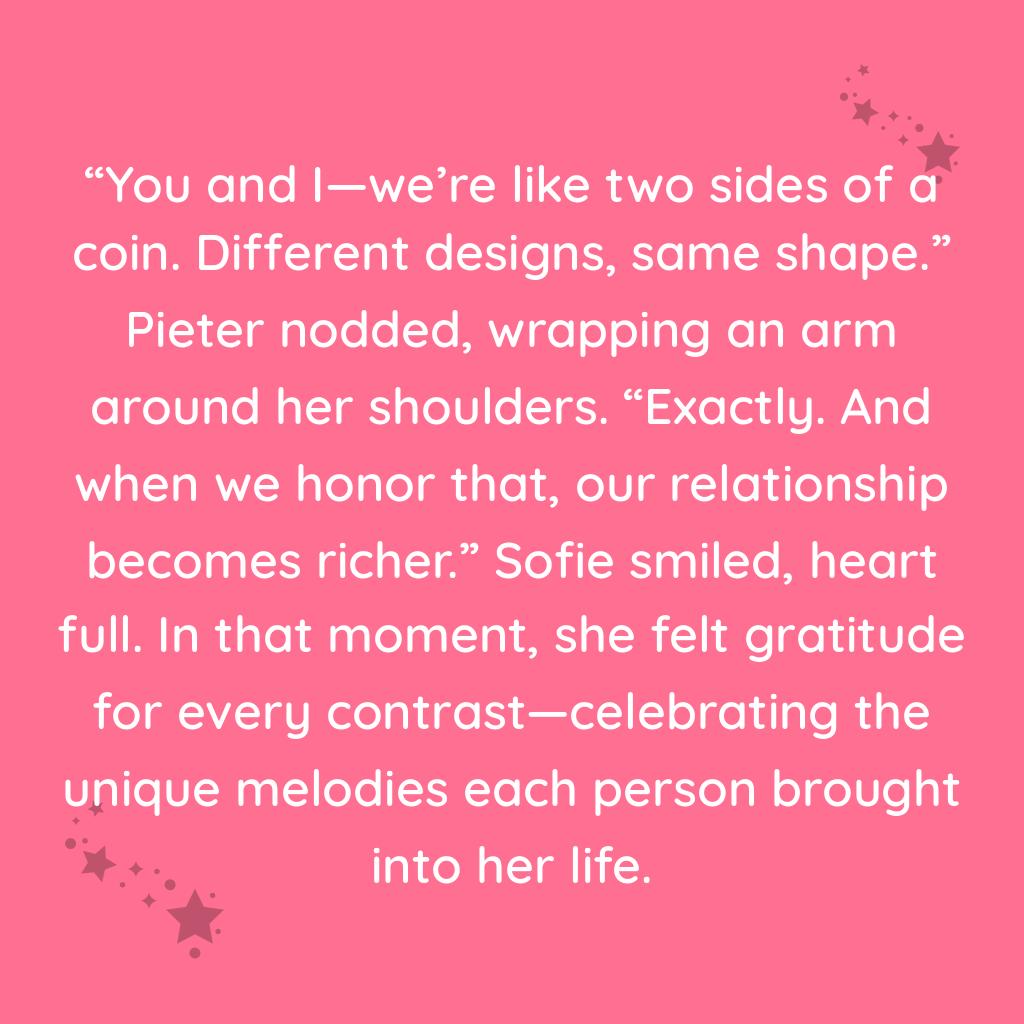 “You and I—we’re like two sides of a
coin. Different designs, same shape.”
Pieter nodded, wrapping an arm
around her shoulders. “Exactly. And
when we honor that, our relationship
becomes richer.” Sofie smiled, heart
full. In that moment, she felt gratitude
for every contrast—celebrating the
unique melodies each person brought
into her life.